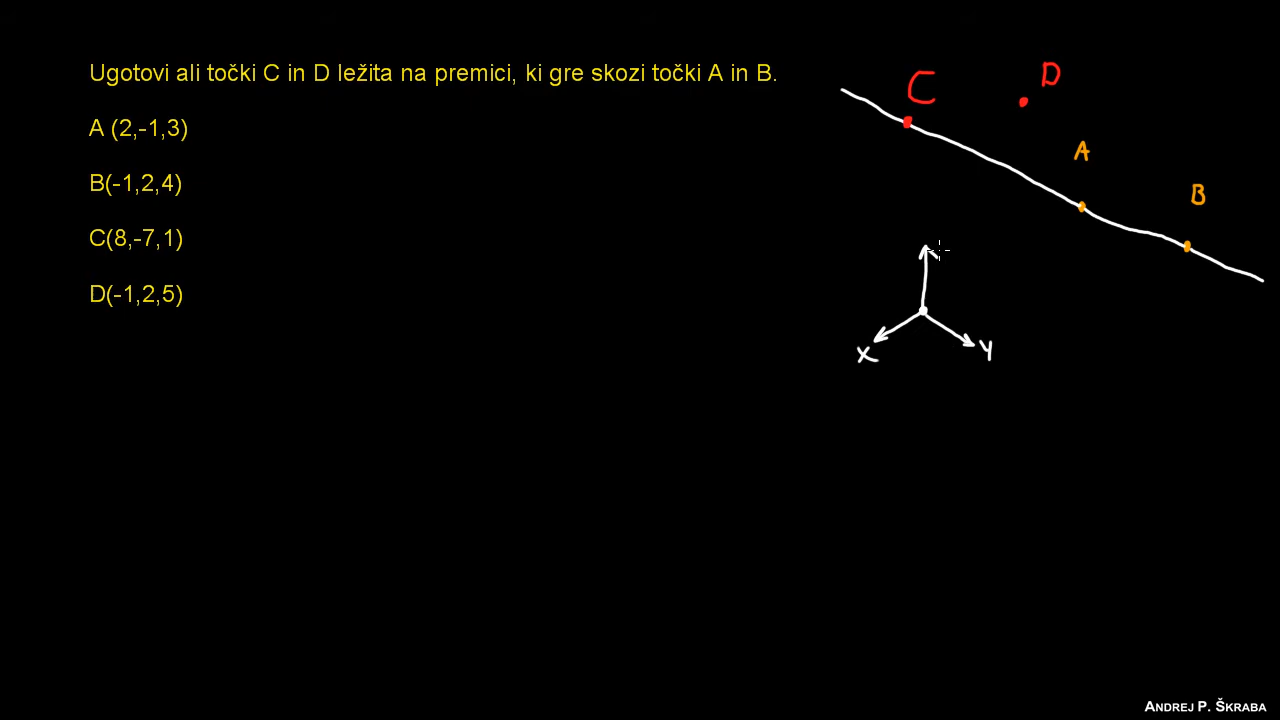 Ugotovi ali točki C in D ležita na premici, ki gre skozi točki A in B.
A (2,-1,3)
B(-1,2,4)
C(8,-7,1)
D(-1,2,5)
C
D
A
B
X
Y
ANDREJ P. ŠKRABA